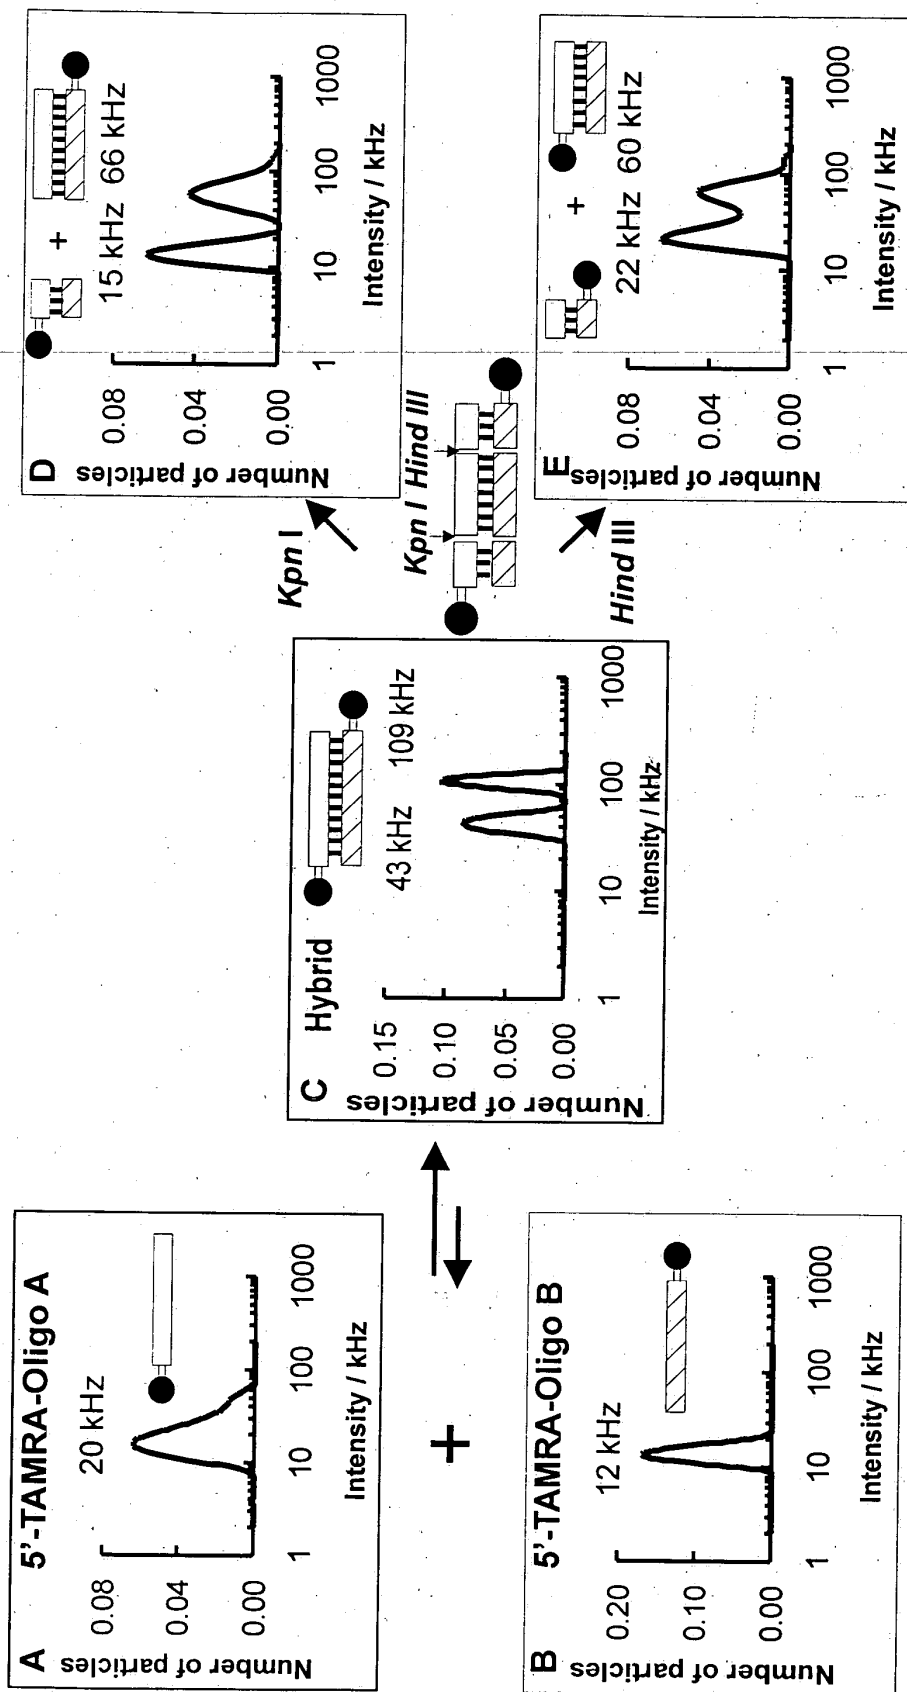 A 5'-TAMRA-Oligo A
20 kHz
Number of particles
0.08
0.04
0.00
1 10 100 1000
Intensity / kHz
+
B 5'-TAMRA-Oligo B
12 kHz
Number of particles
0.20
0.10
0.00
1 10 100 1000
Intensity / kHz
C Hybrid
43 kHz 109 kHz
Number of particles
0.15
0.10
0.05
0.00
1 10 100 1000
Intensity / kHz
Kpn I
Kpn I Hind III
Hind III
D
+
15 kHz 66 kHz
Number of particles
0.08
0.04
0.00
1 10 100 1000
Intensity / kHz
E
+
22 kHz 60 kHz
Number of particles
0.08
0.04
0.00
1 10 100 1000
Intensity / kHz